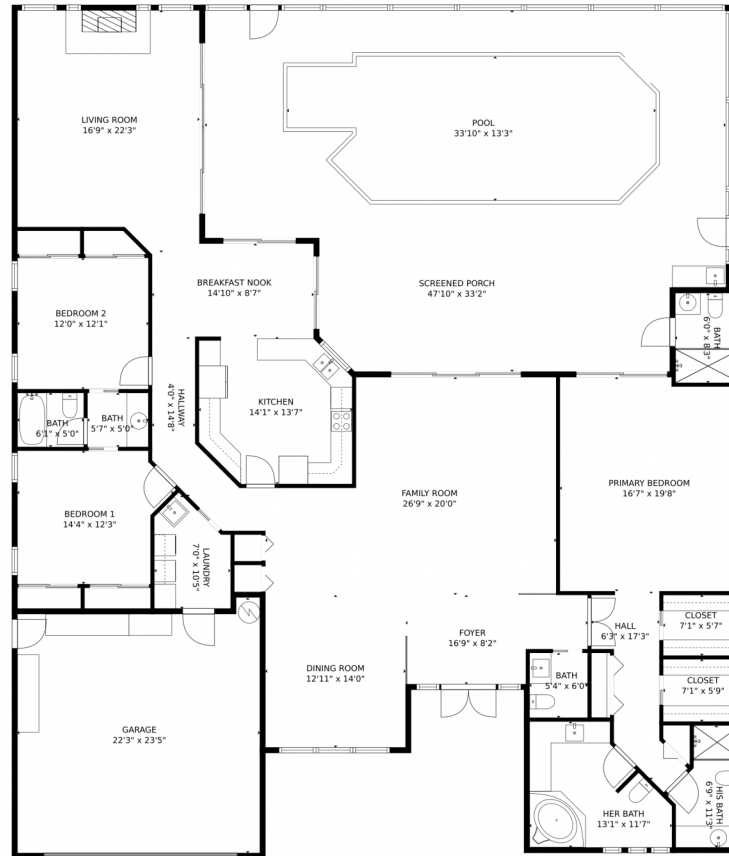 LIVING ROOM
16'9" x 22'3"
POOL
33'10" x 13'3"
BREAKFAST NOOK
14'10" x 8'7"
SCREENED PORCH
47'10" x 33'2"
BEDROOM 2
12'0" x 12'1"
BATH
6'0" x 8'3"
HALLWAY
4'0" x 14'8"
KITCHEN
14'1" x 13'7"
BATH
6'1" x 5'0"
BATH
5'7" x 5'0"
FAMILY ROOM
26'9" x 20'0"
PRIMARY BEDROOM
16'7" x 19'8"
BEDROOM 1
14'4" x 12'3"
LAUNDRY
7'0" x 10'5"
CLOSET
7'1" x 5'7"
HALL
6'3" x 17'3"
FOYER
16'9" x 8'2"
DINING ROOM
12'11" x 14'0"
BATH
5'4" x 6'0"
CLOSET
7'1" x 5'9"
GARAGE
22'3" x 23'5"
HER BATH
13'1" x 11'7"
HIS BATH
6'9" x 11'3"